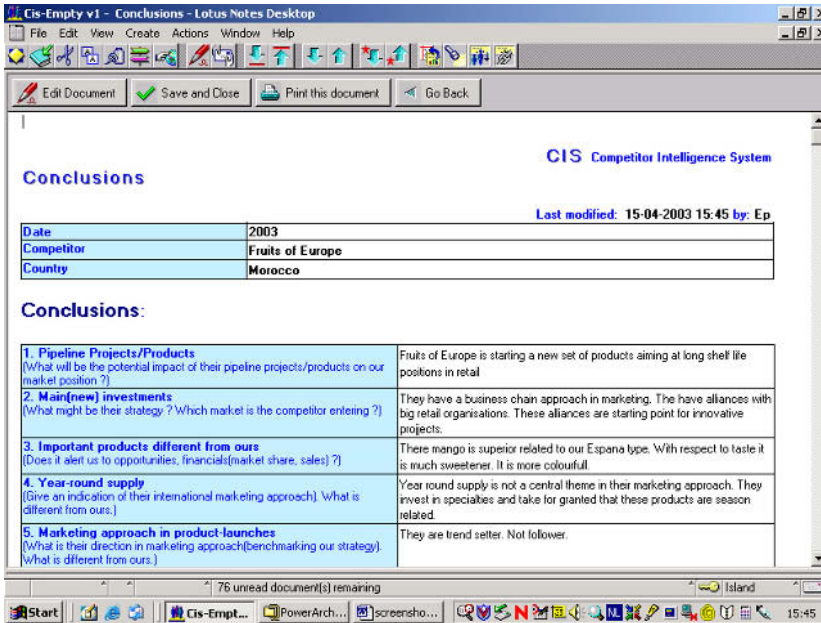 Cis-Empty v1 - Conclusions - Lotus Notes Desktop
File Edit View Create Actions Window Help
Edit Document Save and Close Print this document Go Back
CIS Competitor Intelligence System
Conclusions
Last modified: 15-04-2003 15:45 by: Ep
Date 2003
Competitor Fruits of Europe
Country Morocco
Conclusions:
1. Pipeline Projects/Products
(What will be the potential impact of their pipeline projects/products on our
market position ?)
Fruits of Europe is starting a new set of products aiming at long shelf life
positions in retail
2. Main(new) investments
(What might be their strategy ? Which market is the competitor entering ?)
They have a business chain approach in marketing. The have alliances with
big retail organisations. These alliances are starting point for innovative
projects.
3. Important products different from ours
(Does it alert us to opportunities, financials(market share, sales) ?)
There mango is superior related to our Espana type. With respect to taste it
is much sweetener. It is more colourfull.
4. Year-round supply
(Give an indication of their international marketing approach). What is
different from ours.)
Year round supply is not a central theme in their marketing approach. They
invest in specialties and take for granted that these products are season
related.
5. Marketing approach in product-launches
(What is their direction in marketing approach(benchmarking our strategy).
What is different from ours.)
They are trend setter. Not follower.
76 unread document(s) remaining
Island
Start Cis-Empt... PowerArch... screensho... NL 15:45